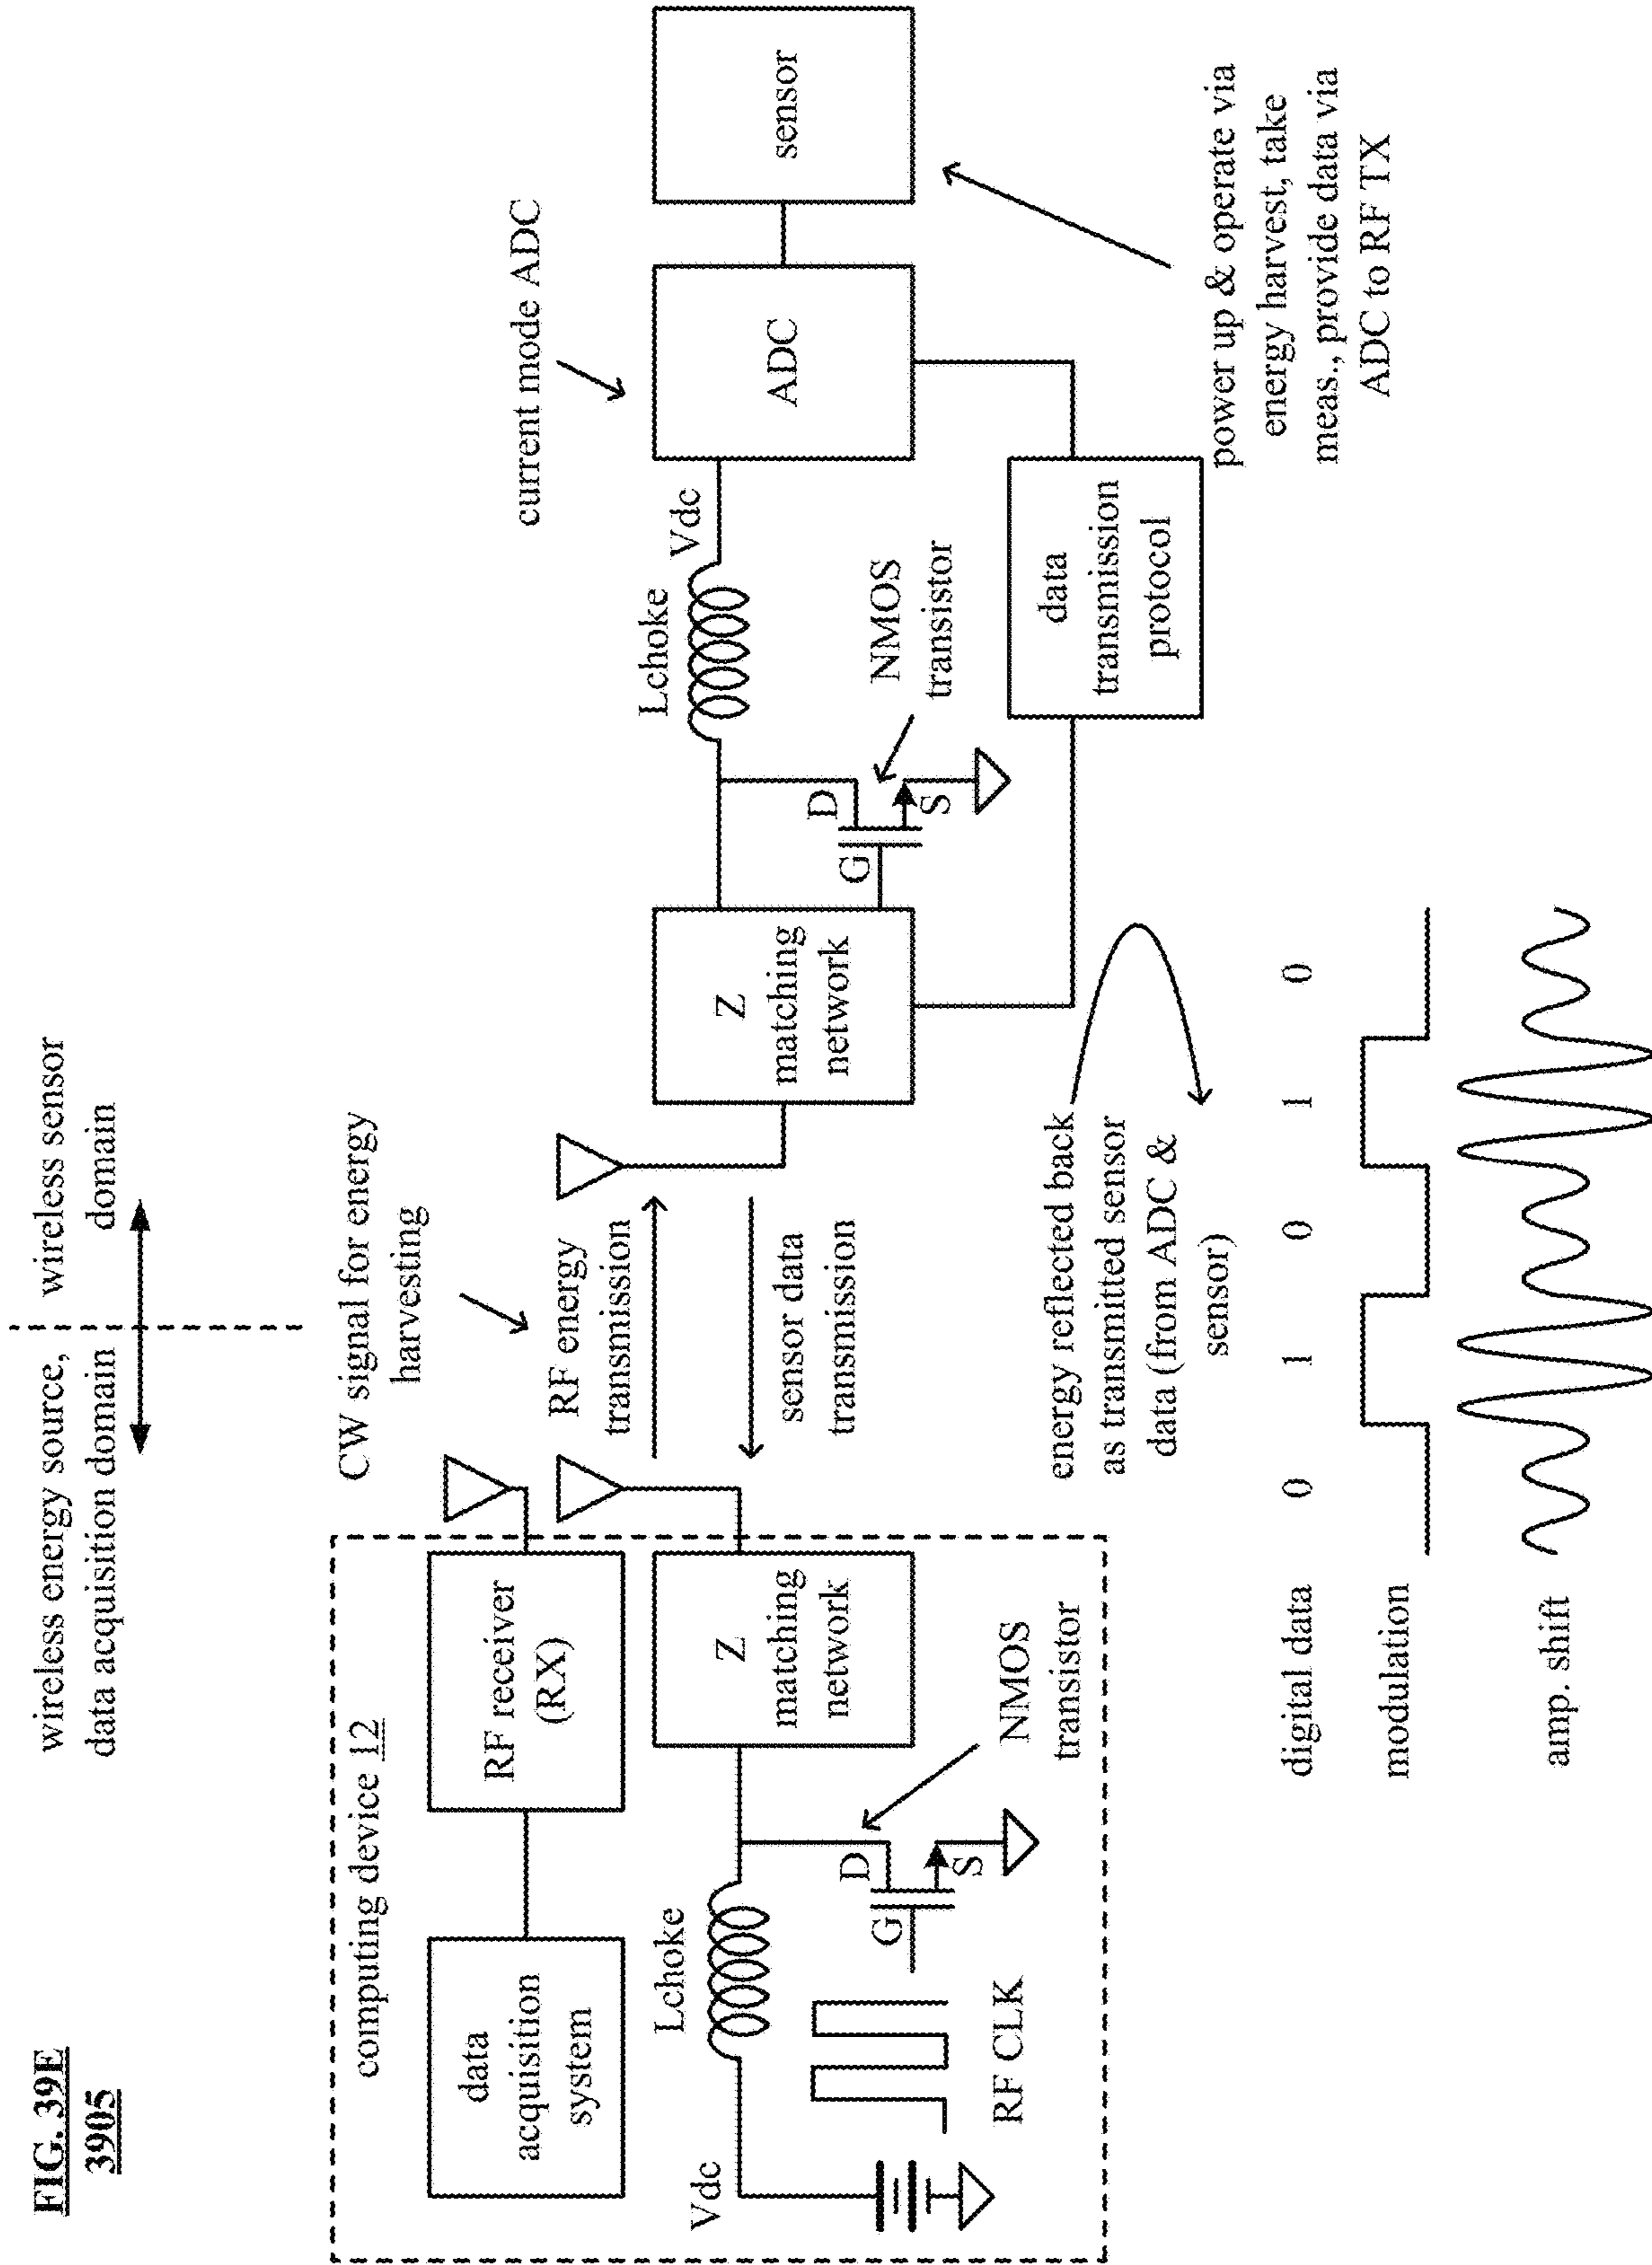 FIG. 39E
3905
wireless energy source,
data acquisition domain
wireless sensor
domain
computing device 12
data
acquisition
system
RF receiver
(RX)
Vdc
Lchoke
Z
matching
network
D
G
S
RF CLK
NMOS
transistor
CW signal for energy
harvesting
RF energy
transmission
sensor data
transmission
Z
matching
network
Lchoke
Vdc
D
G
S
NMOS
transistor
current mode ADC
ADC
sensor
data
transmission
protocol
power up & operate via
energy harvest, take
meas., provide data via
ADC to RF TX
energy reflected back
as transmitted sensor
data (from ADC &
sensor)
digital data 0 1 0 1 0
modulation
amp. shift